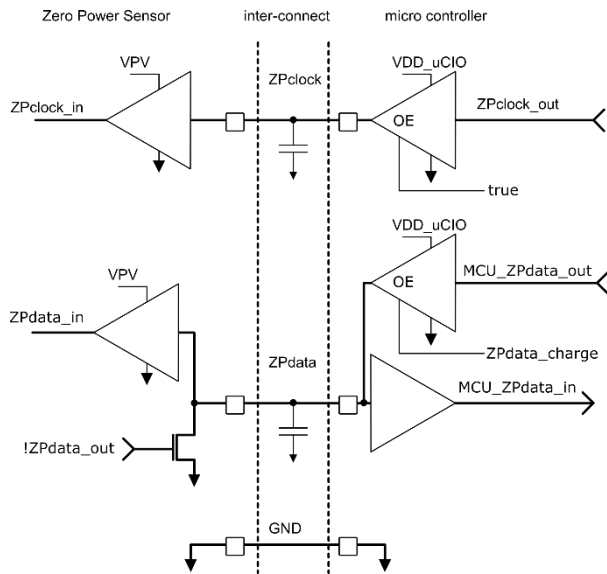 Zero Power Sensor
inter-connect
micro controller
VPV
ZPclock
VDD_uCIO
ZPclock_in
ZPclock_out
OE
true
VDD_uCIO
VPV
MCU_ZPdata_out
OE
ZPdata_in
ZPdata
ZPdata_charge
MCU_ZPdata_in
!ZPdata_out
GND